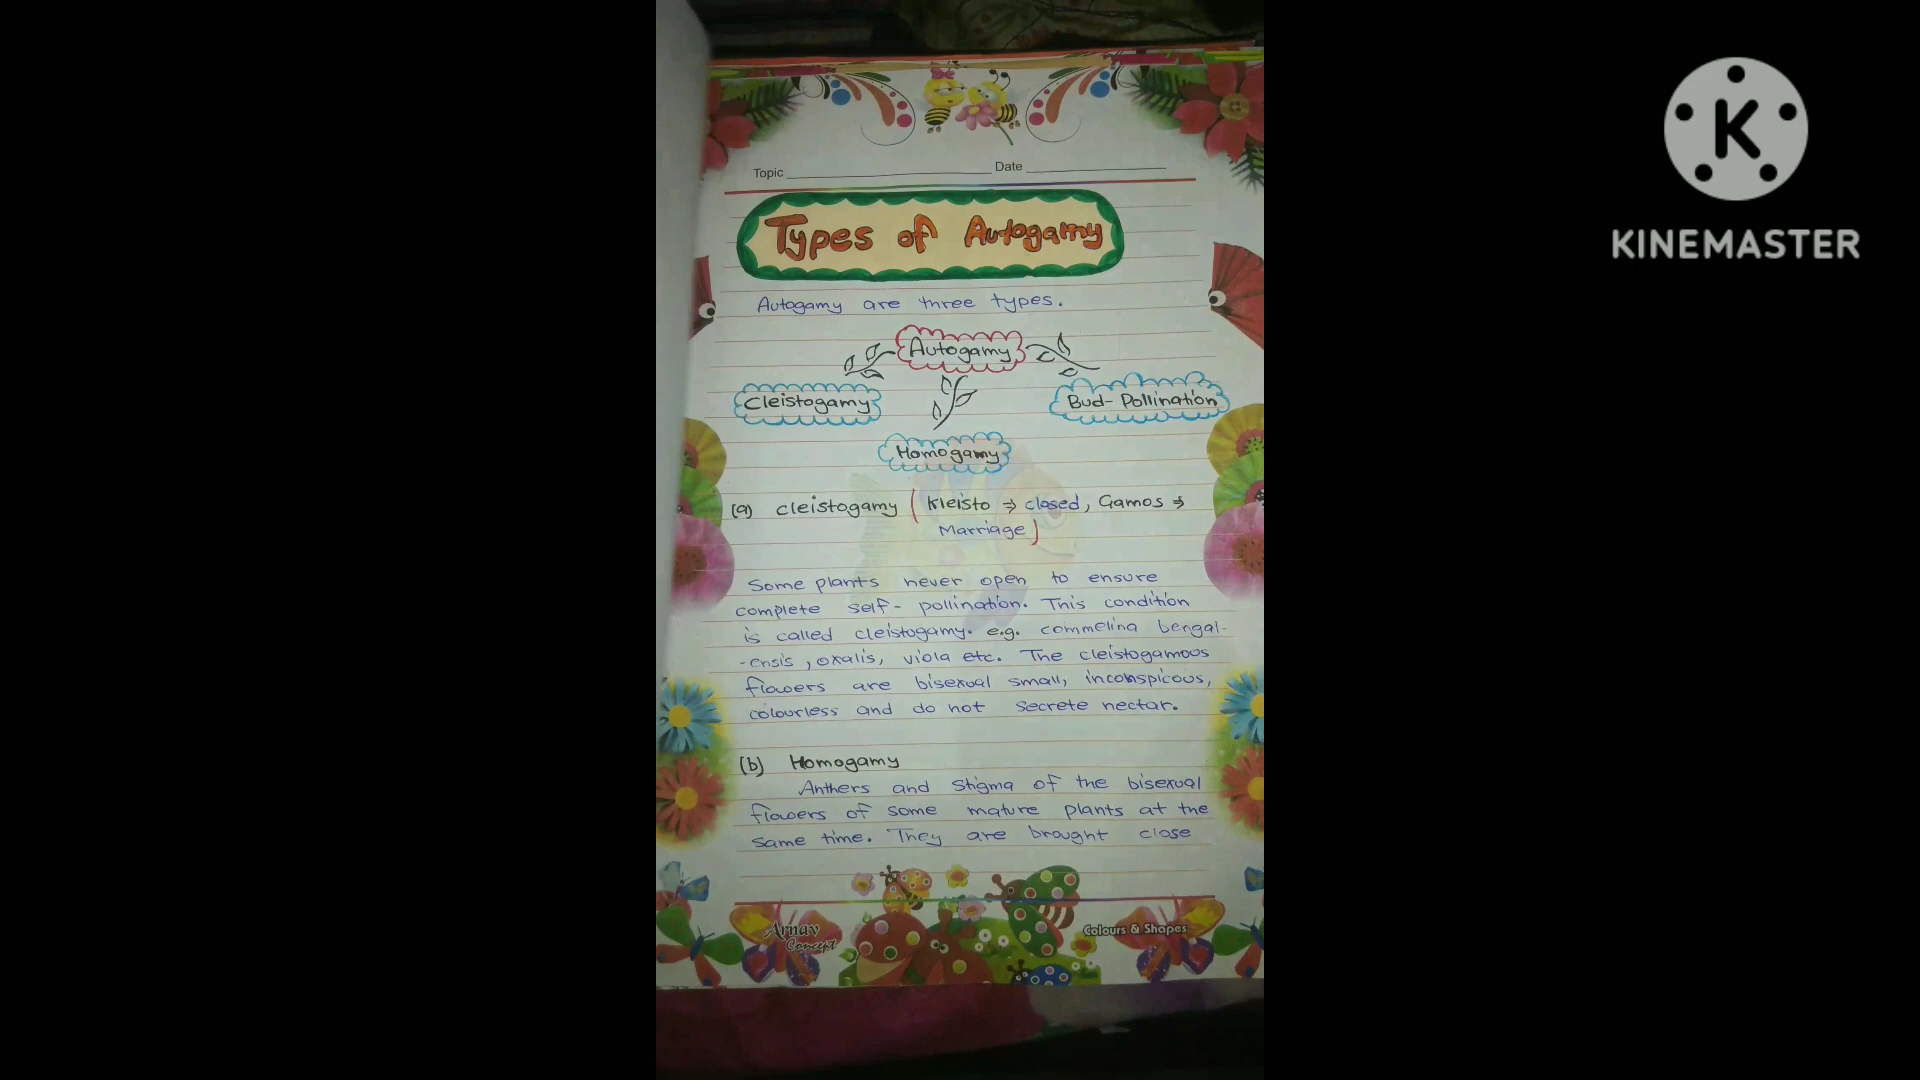 K
KINEMASTER
Topic Date
Types of Autogamy
Autogamy are three types.
Autogamy
Cleistogamy
Bud-Pollination
Homogamy
(a) cleistogamy (Kleisto ⇒ closed, Gamos ⇒
Marriage)
Some plants never open to ensure
complete self-pollination. This condition
is called cleistogamy. e.g. commelina bengal-
-ensis, oxalis, viola etc. The cleistogamous
flowers are bisexual small, inconspicous,
colourless and do not secrete nectar.
(b) Homogamy
Anthers and Stigma of the bisexual
flowers of some mature plants at the
same time. They are brought close
Arnav
Concept
Colours & Shapes